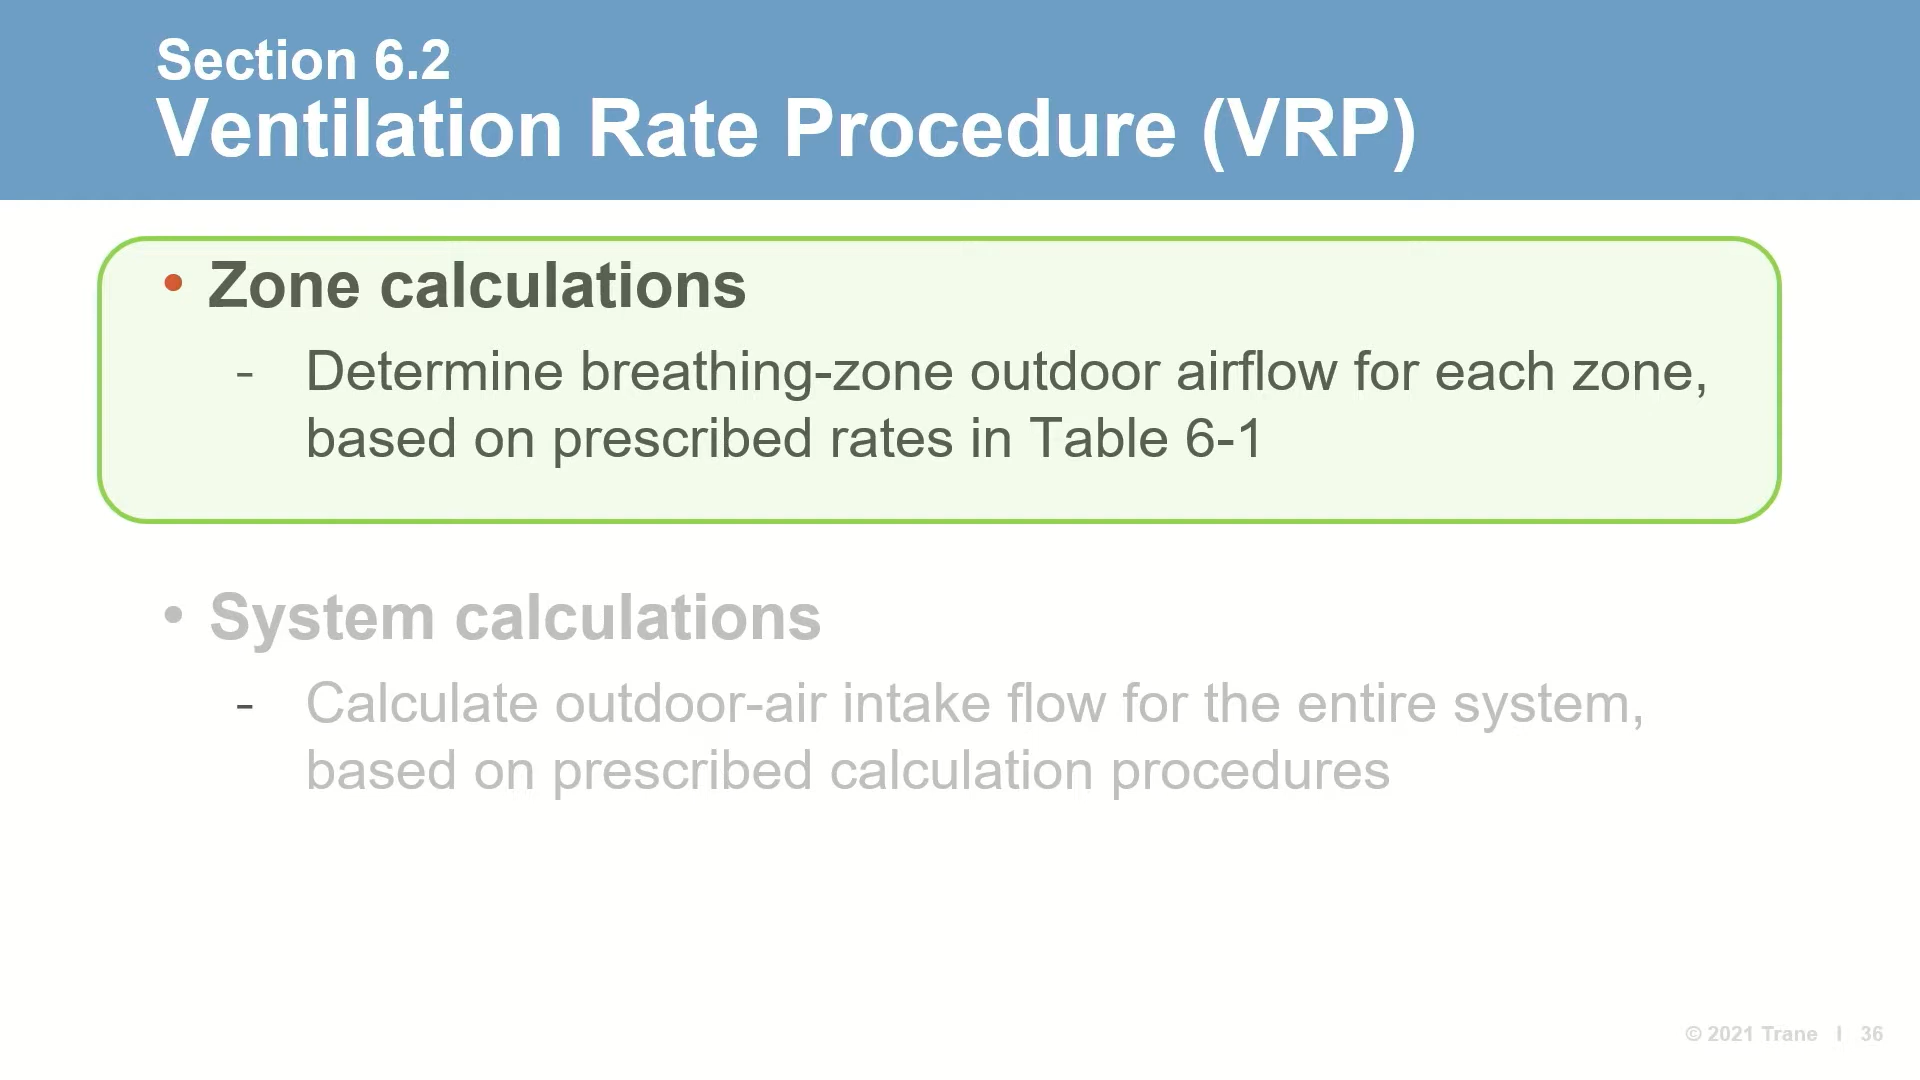 Section 6.2
Ventilation Rate Procedure (VRP)
• Zone calculations
- Determine breathing-zone outdoor airflow for each zone,
based on prescribed rates in Table 6-1
• System calculations
- Calculate outdoor-air intake flow for the entire system,
based on prescribed calculation procedures
© 2021 Trane | 36